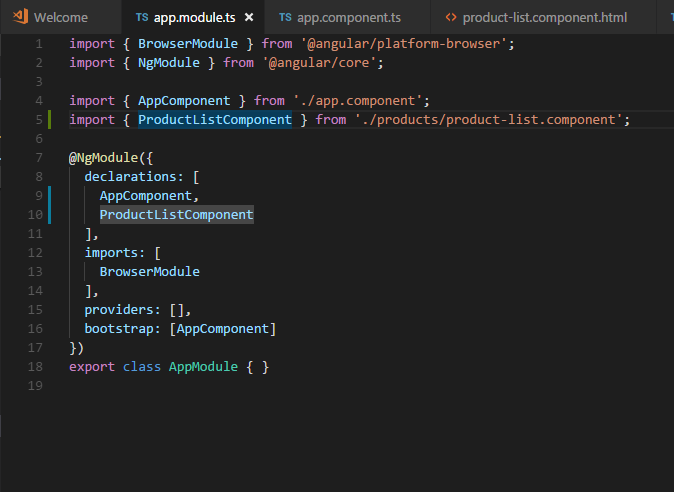 Welcome
TS app.module.ts
TS app.component.ts
product-list.component.html
1 import { BrowserModule } from '@angular/platform-browser';
2 import { NgModule } from '@angular/core';
3
4 import { AppComponent } from './app.component';
5 import { ProductListComponent } from './products/product-list.component';
6
7 @NgModule({
8 declarations: [
9 AppComponent,
10 ProductListComponent
11 ],
12 imports: [
13 BrowserModule
14 ],
15 providers: [],
16 bootstrap: [AppComponent]
17 })
18 export class AppModule { }
19